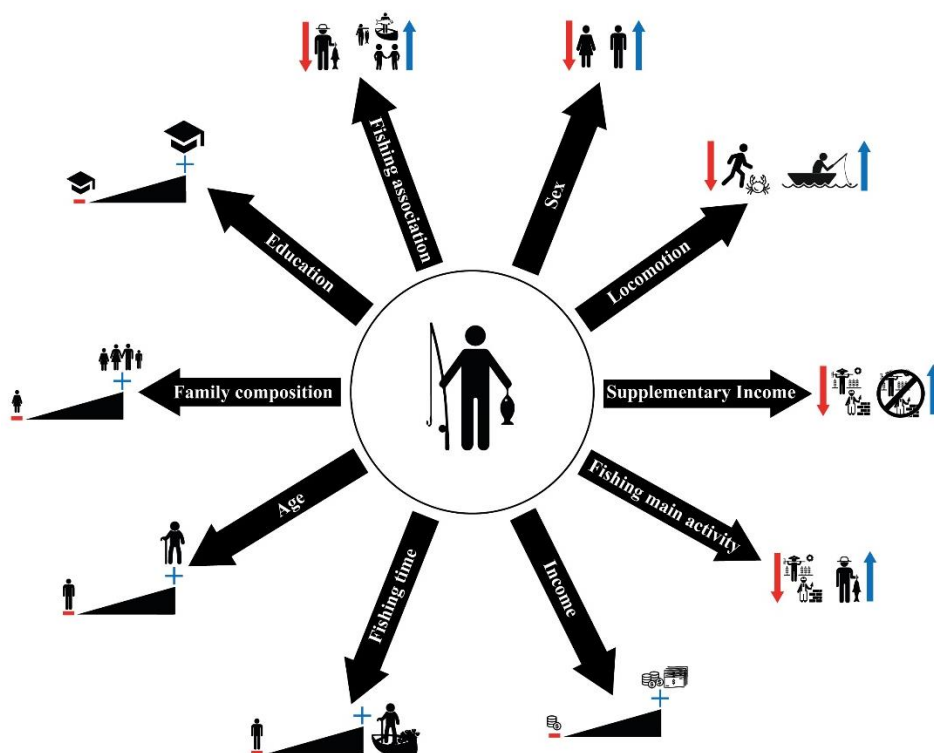 Fishing association
Sex
Education
Locomotion
Family composition
Supplementary Income
Age
Fishing main activity
Fishing time
Income